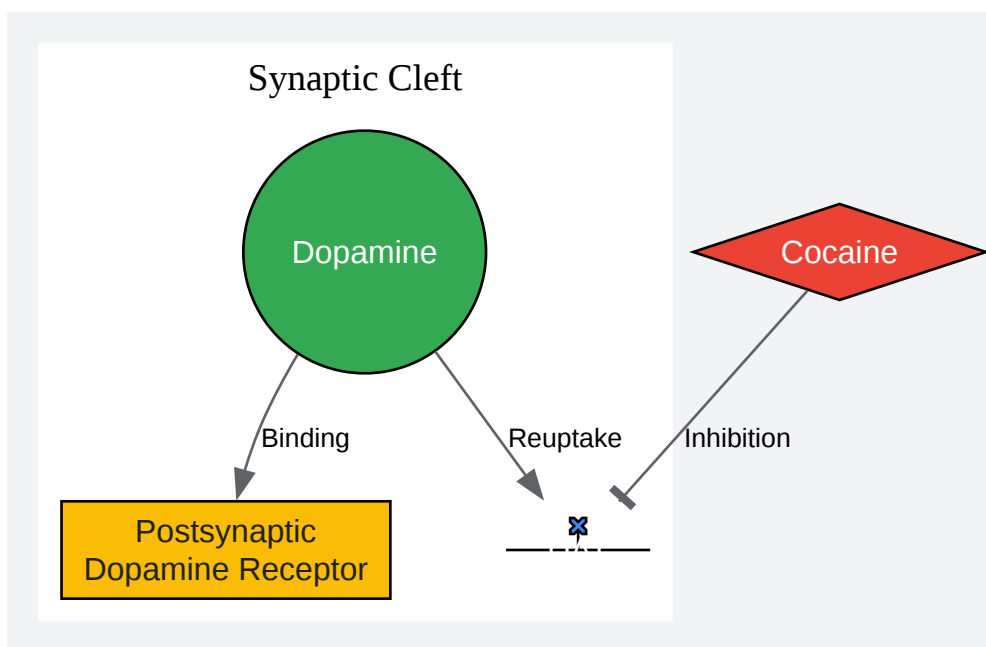 Synaptic Cleft
Dopamine
Cocaine
Binding
Reuptake
Inhibition
Postsynaptic
Dopamine Receptor